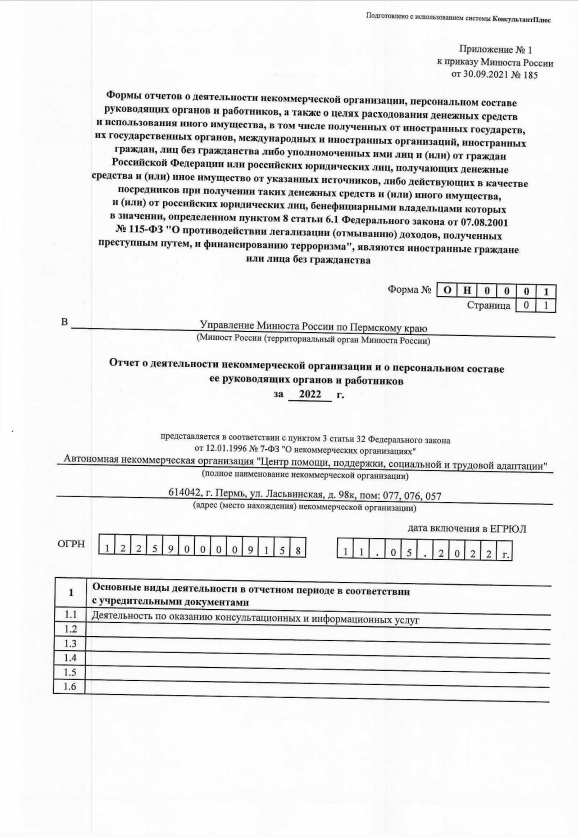 Подготовлено с использованием системы КонсультантПлюс
Приложение № 1
к приказу Минюста России
от 30.09.2021 № 185
Формы отчетов о деятельности некоммерческой организации, персональном составе
руководящих органов и работников, а также о целях расходования денежных средств
и использования иного имущества, в том числе полученных от иностранных государств,
их государственных органов, международных и иностранных организаций, иностранных
граждан, лиц без гражданства либо уполномоченных ими лиц и (или) от граждан
Российской Федерации или российских юридических лиц, получающих денежные
средства и (или) иное имущество от указанных источников, либо действующих в качестве
посредников при получении таких денежных средств и (или) иного имущества,
и (или) от российских юридических лиц, бенефициарными владельцами которых
в значении, определенном пунктом 8 статьи 6.1 Федерального закона от 07.08.2001
№ 115-ФЗ "О противодействии легализации (отмыванию) доходов, полученных
преступным путем, и финансированию терроризма", являются иностранные граждане
или лица без гражданства
Форма № О Н 0 0 0 1
Страница 0 1
В Управление Минюста России по Пермскому краю
(Минюст России (территориальный орган Минюста России)
Отчет о деятельности некоммерческой организации и о персональном составе
ее руководящих органов и работников
за 2022 г.
представляется в соответствии с пунктом 3 статьи 32 Федерального закона
от 12.01.1996 № 7-ФЗ "О некоммерческих организациях"
Автономная некоммерческая организация "Центр помощи, поддержки, социальной и трудовой адаптации"
(полное наименование некоммерческой организации)
614042, г. Пермь, ул. Ласьвинская, д. 98к, пом: 077, 076, 057
(адрес (место нахождения) некоммерческой организации)
дата включения в ЕГРЮЛ
ОГРН 1 2 2 5 9 0 0 0 0 9 1 5 8 1 1 . 0 5 . 2 0 2 2 г.
1 Основные виды деятельности в отчетном периоде в соответствии
с учредительными документами
1.1 Деятельность по оказанию консультационных и информационных услуг
1.2
1.3
1.4
1.5
1.6